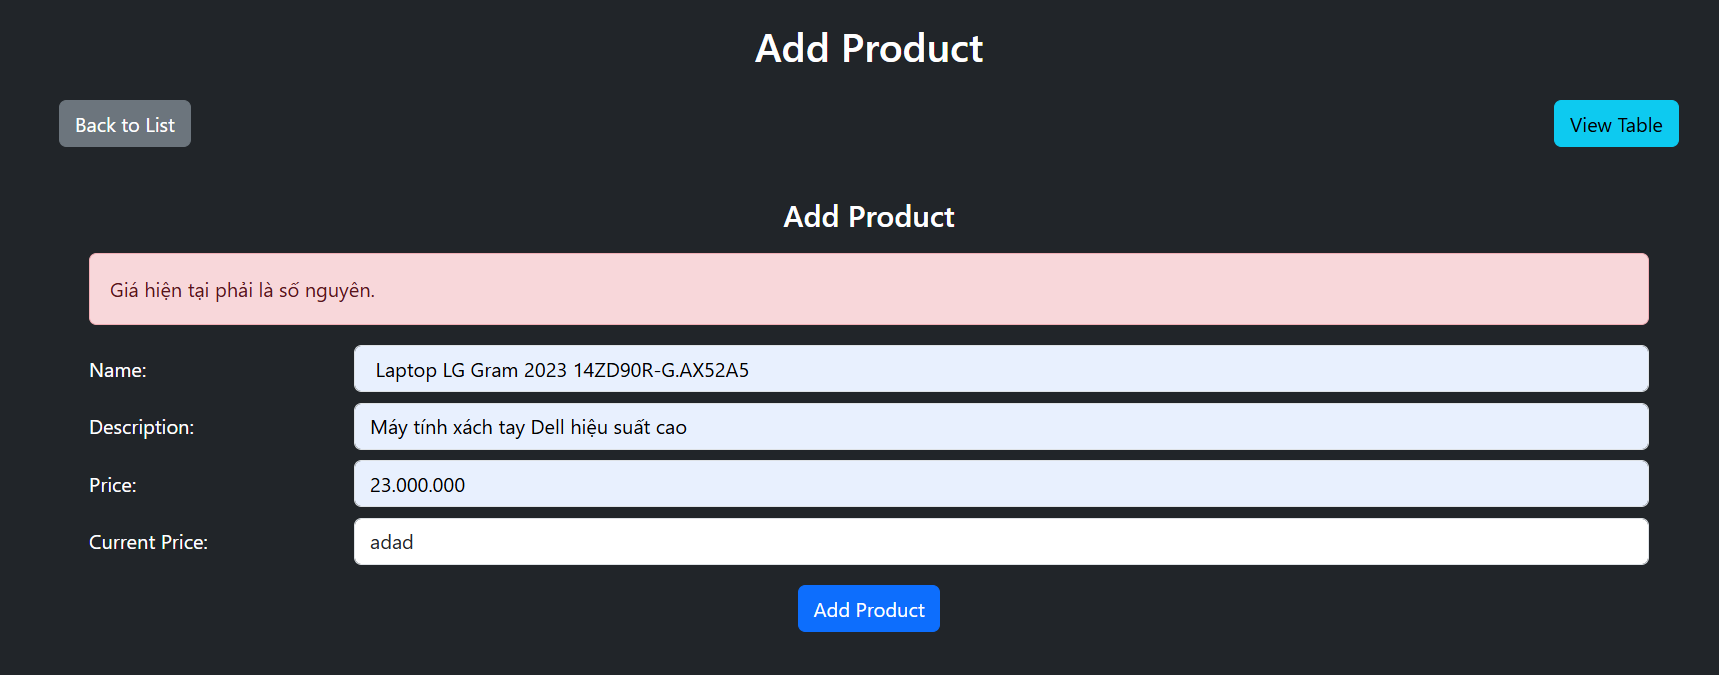 Add Product
Back to List
View Table
Add Product
Giá hiện tại phải là số nguyên.
Name:
Laptop LG Gram 2023 14ZD90R-G.AX52A5
Description:
Máy tính xách tay Dell hiệu suất cao
Price:
23.000.000
Current Price:
adad
Add Product